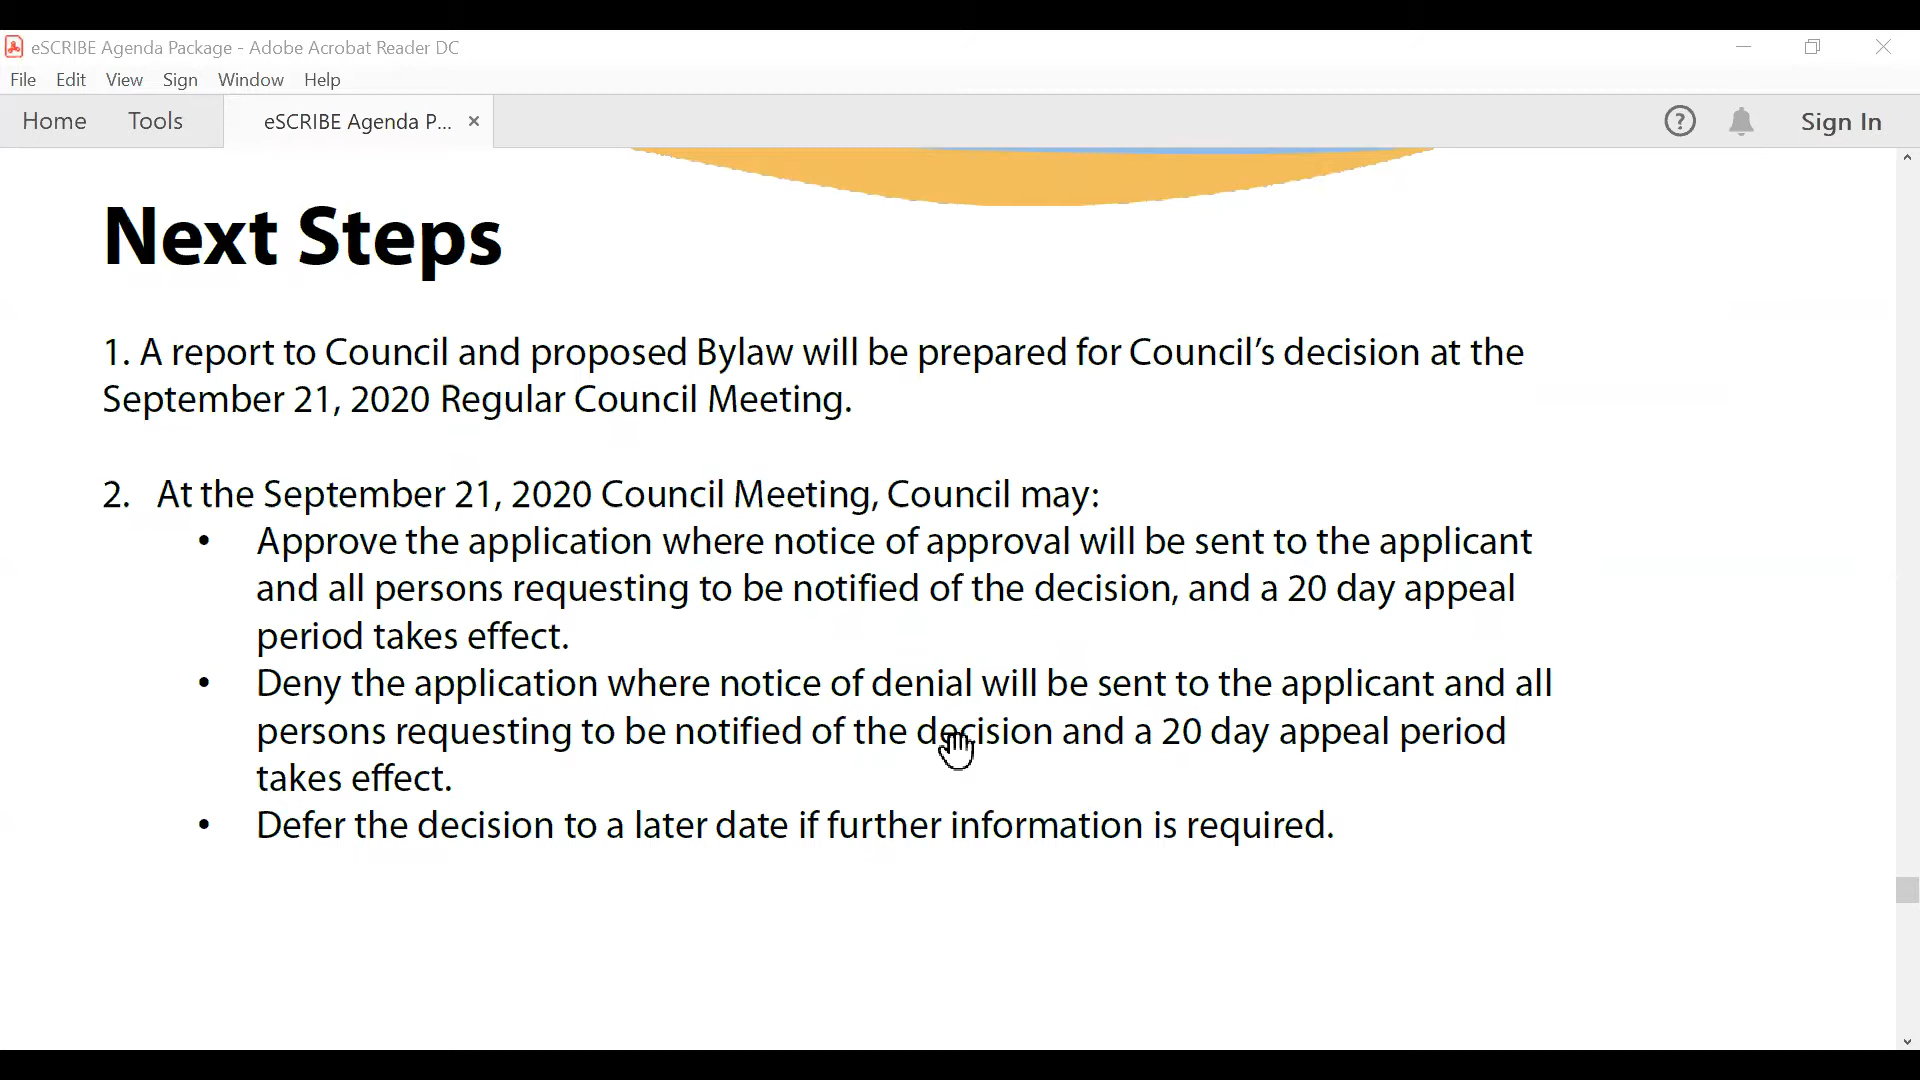 eSCRIBE Agenda Package - Adobe Acrobat Reader DC
File Edit View Sign Window Help
Home Tools eSCRIBE Agenda P... × ? Sign In
Next Steps
1. A report to Council and proposed Bylaw will be prepared for Council’s decision at the
September 21, 2020 Regular Council Meeting.
2. At the September 21, 2020 Council Meeting, Council may:
• Approve the application where notice of approval will be sent to the applicant
and all persons requesting to be notified of the decision, and a 20 day appeal
period takes effect.
• Deny the application where notice of denial will be sent to the applicant and all
persons requesting to be notified of the decision and a 20 day appeal period
takes effect.
• Defer the decision to a later date if further information is required.